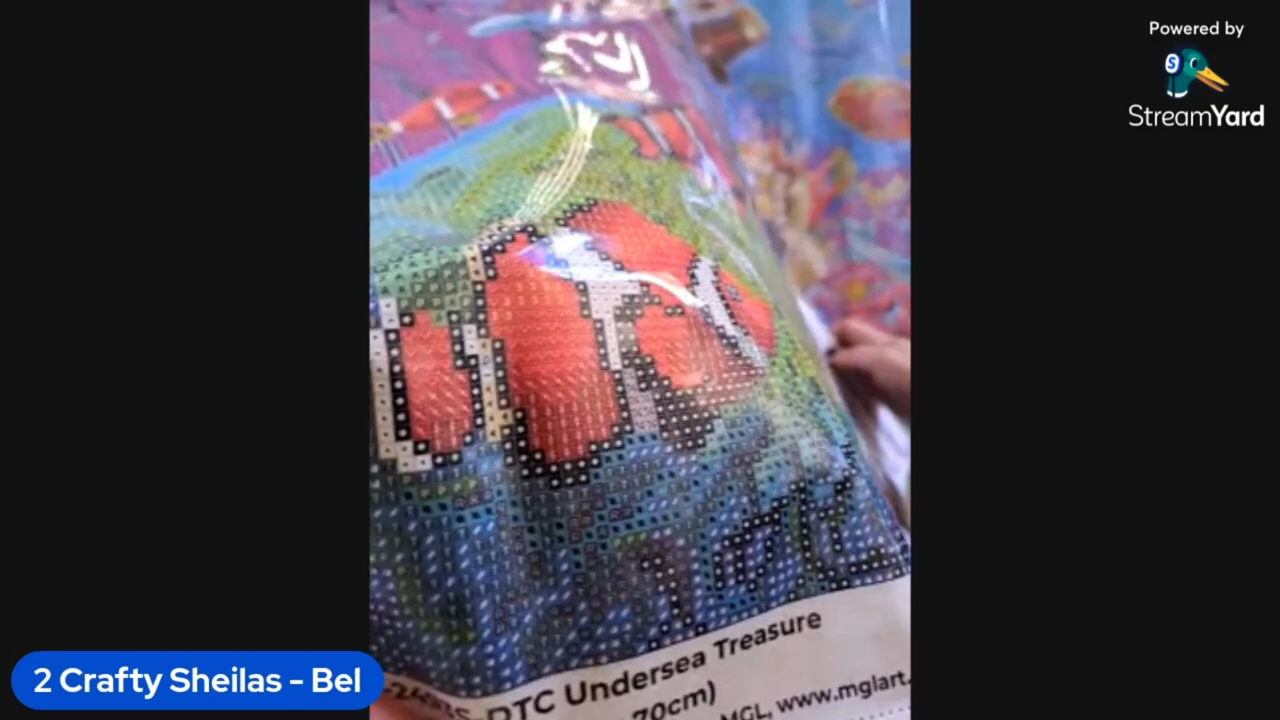 Powered by
StreamYard
DTC Undersea Treasure
70cm)
MGL, www.mglart.
2 Crafty Sheilas - Bel